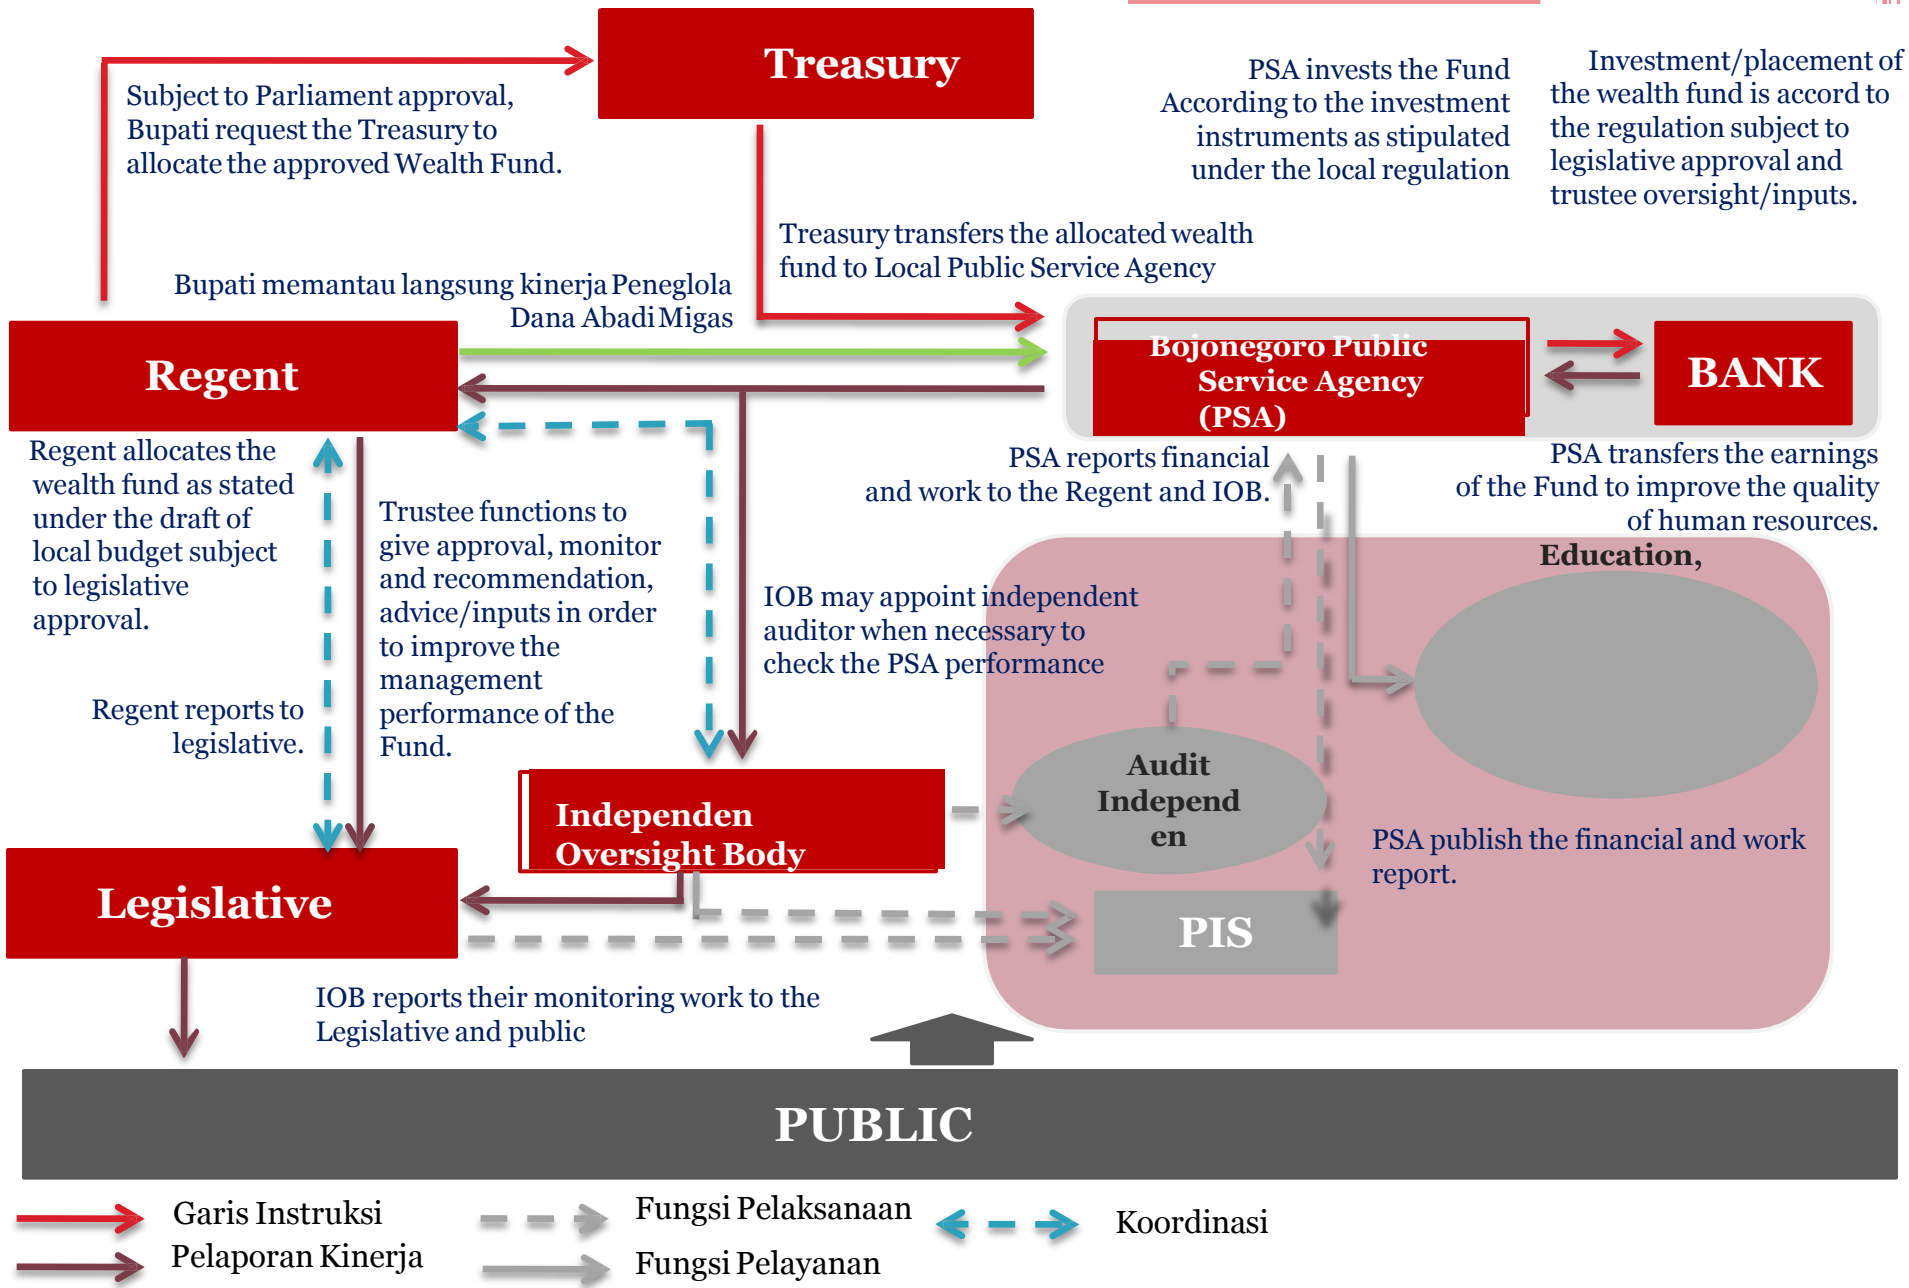 Treasury
Subject to Parliament approval,
Bupati request the Treasury to
allocate the approved Wealth Fund.
PSA invests the Fund
According to the investment
instruments as stipulated
under the local regulation
Investment/placement of
the wealth fund is accord to
the regulation subject to
legislative approval and
trustee oversight/inputs.
Treasury transfers the allocated wealth
fund to Local Public Service Agency
Bupati memantau langsung kinerja Peneglola
Dana Abadi Migas
Regent
Bojonegoro Public
Service Agency
(PSA)
BANK
Regent allocates the
wealth fund as stated
under the draft of
local budget subject
to legislative
approval.
Trustee functions to
give approval, monitor
and recommendation,
advice/inputs in order
to improve the
management
performance of the
Fund.
PSA reports financial
and work to the Regent and IOB.
PSA transfers the earnings
of the Fund to improve the quality
of human resources.
Education,
IOB may appoint independent
auditor when necessary to
check the PSA performance
Regent reports to
legislative.
Audit
Independ
en
Independen
Oversight Body
PSA publish the financial and work
report.
Legislative
PIS
IOB reports their monitoring work to the
Legislative and public
PUBLIC
Garis Instruksi
Fungsi Pelaksanaan
Koordinasi
Pelaporan Kinerja
Fungsi Pelayanan